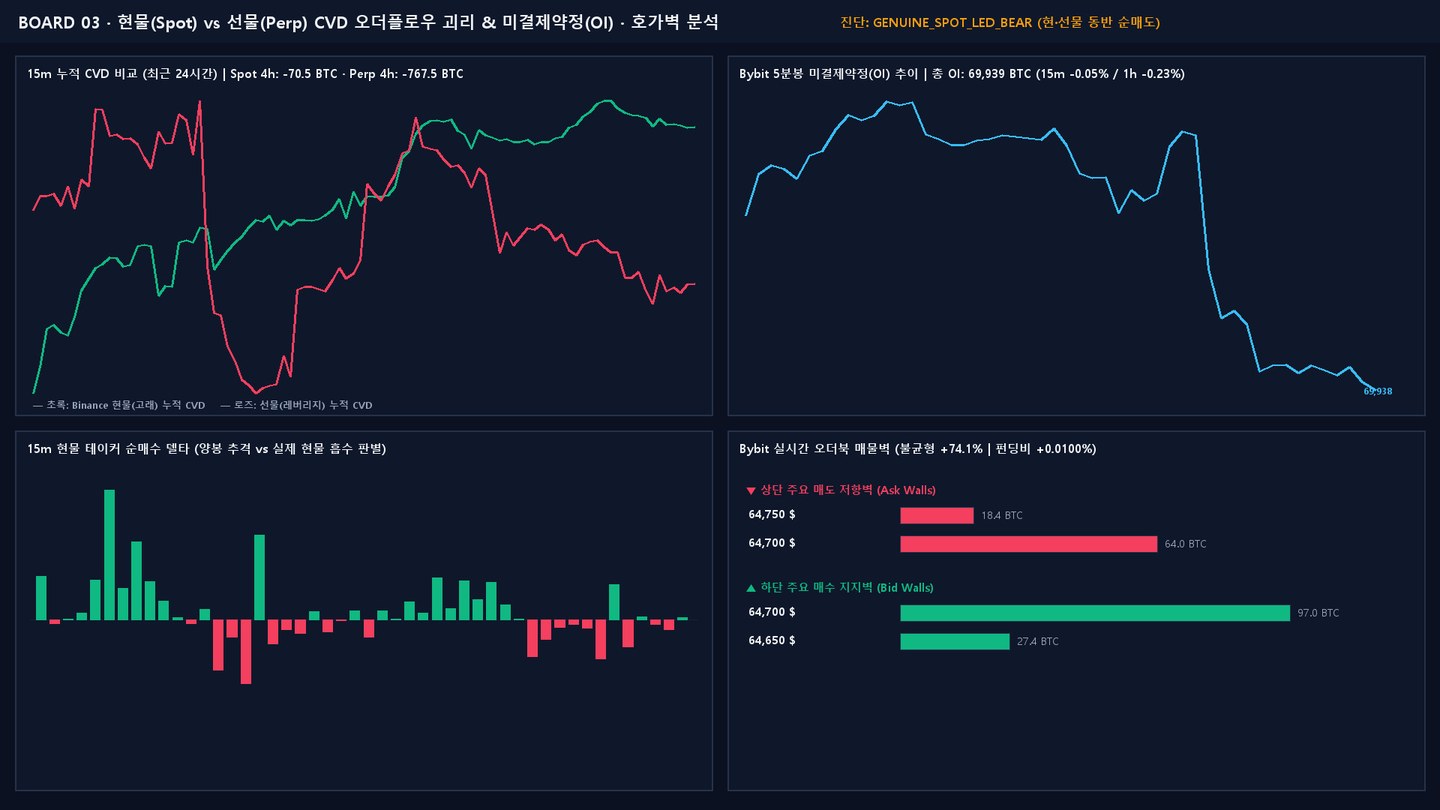 BOARD 03 · 현물(Spot) vs 선물(Perp) CVD 오더플로우 괴리 & 미결제약정(OI) · 호가벽 분석
진단: GENUINE_SPOT_LED_BEAR (현·선물 동반 순매도)
15m 누적 CVD 비교 (최근 24시간) | Spot 4h: -70.5 BTC · Perp 4h: -767.5 BTC
— 초록: Binance 현물(고래) 누적 CVD — 로즈: 선물(레버리지) 누적 CVD
Bybit 5분봉 미결제약정(OI) 추이 | 총 OI: 69,939 BTC (15m -0.05% / 1h -0.23%)
69,938
15m 현물 테이커 순매수 델타 (양봉 추격 vs 실제 현물 흡수 판별)
Bybit 실시간 오더북 매물벽 (불균형 +74.1% | 펀딩비 +0.0100%)
▼ 상단 주요 매도 저항벽 (Ask Walls)
64,750 $ 18.4 BTC
64,700 $ 64.0 BTC
▲ 하단 주요 매수 지지벽 (Bid Walls)
64,700 $ 97.0 BTC
64,650 $ 27.4 BTC